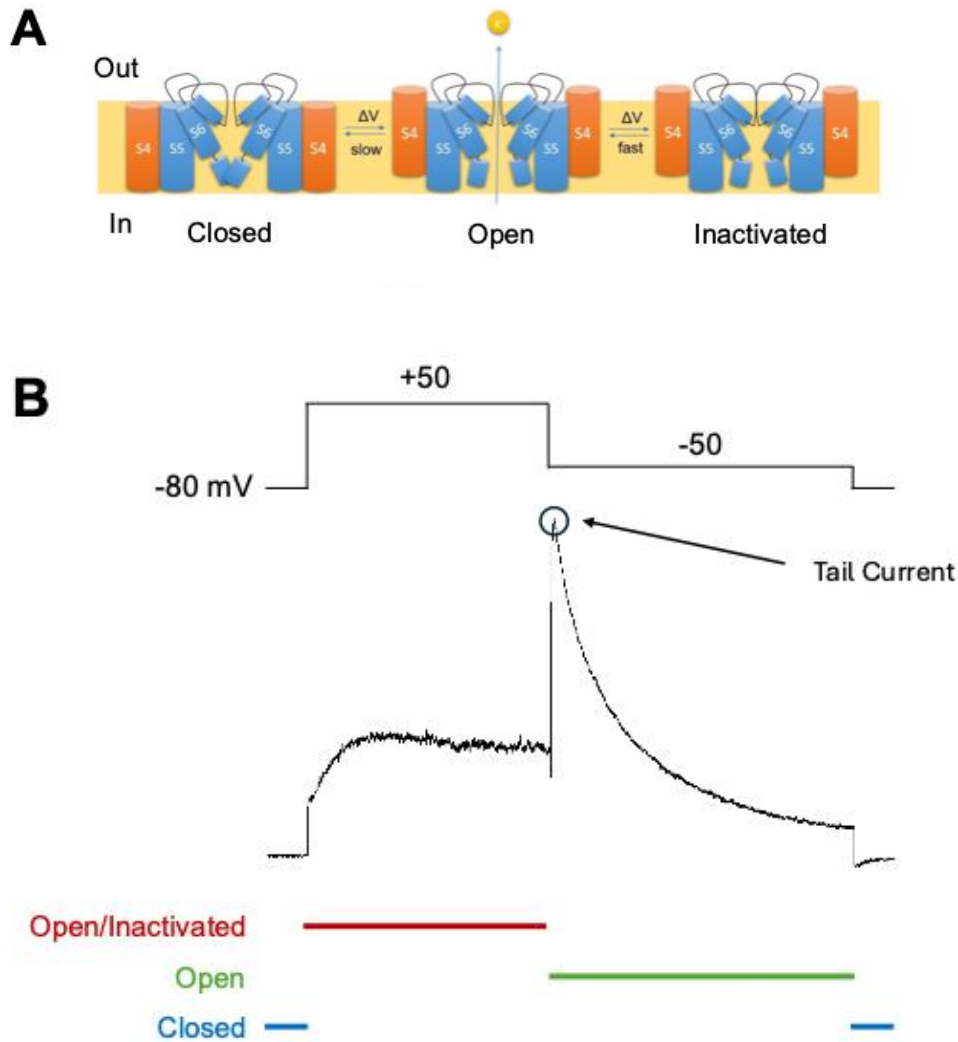 A
Out
K⁺
S4 S5 S6 S6 S5 S4
ΔV
slow
S4 S5 S6 S6 S5 S4
ΔV
fast
S4 S5 S6 S6 S5 S4
In
Closed
Open
Inactivated
B
+50
-50
-80 mV
Tail Current
Open/Inactivated
Open
Closed